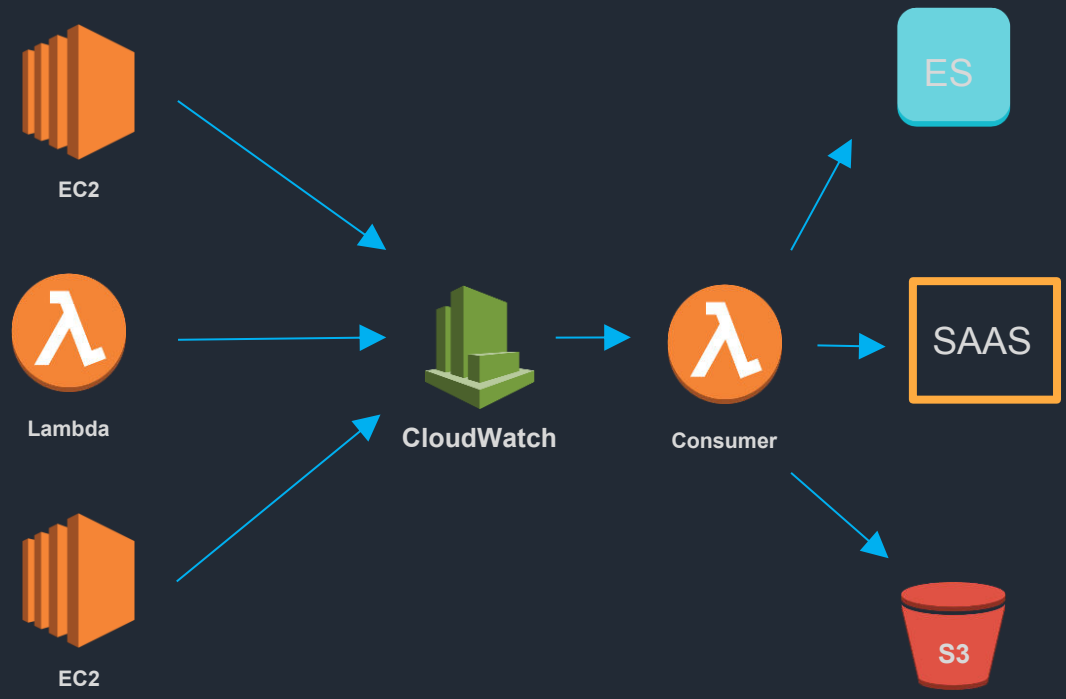 ES
EC2
SAAS
Lambda
CloudWatch
Consumer
S3
EC2